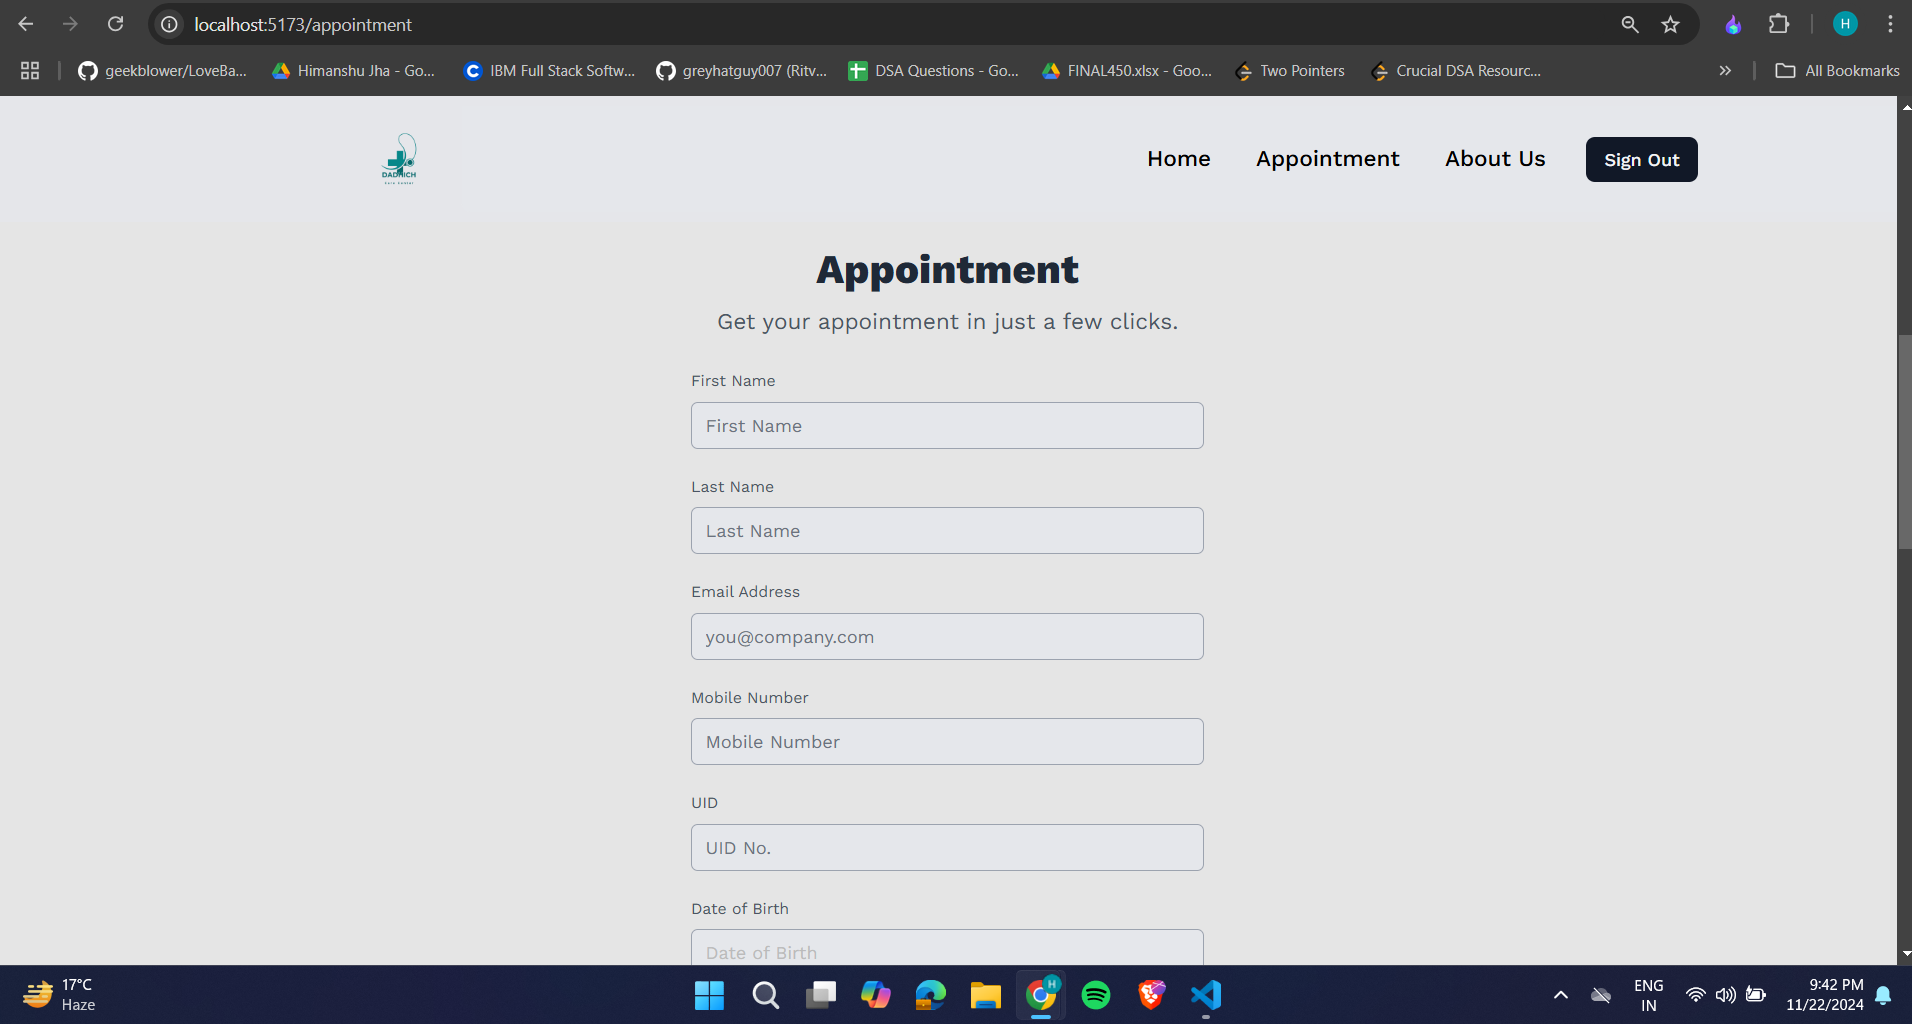 localhost:5173/appointment
H
geekblower/LoveBa...
Himanshu Jha - Go...
IBM Full Stack Softw...
greyhatguy007 (Ritv...
DSA Questions - Go...
FINAL450.xlsx - Goo...
Two Pointers
Crucial DSA Resourc...
All Bookmarks
DADHICH
Home
Appointment
About Us
Sign Out
Appointment
Get your appointment in just a few clicks.
First Name
First Name
Last Name
Last Name
Email Address
you@company.com
Mobile Number
Mobile Number
UID
UID No.
Date of Birth
Date of Birth
17°C
Haze
H
ENG
IN
9:42 PM
11/22/2024